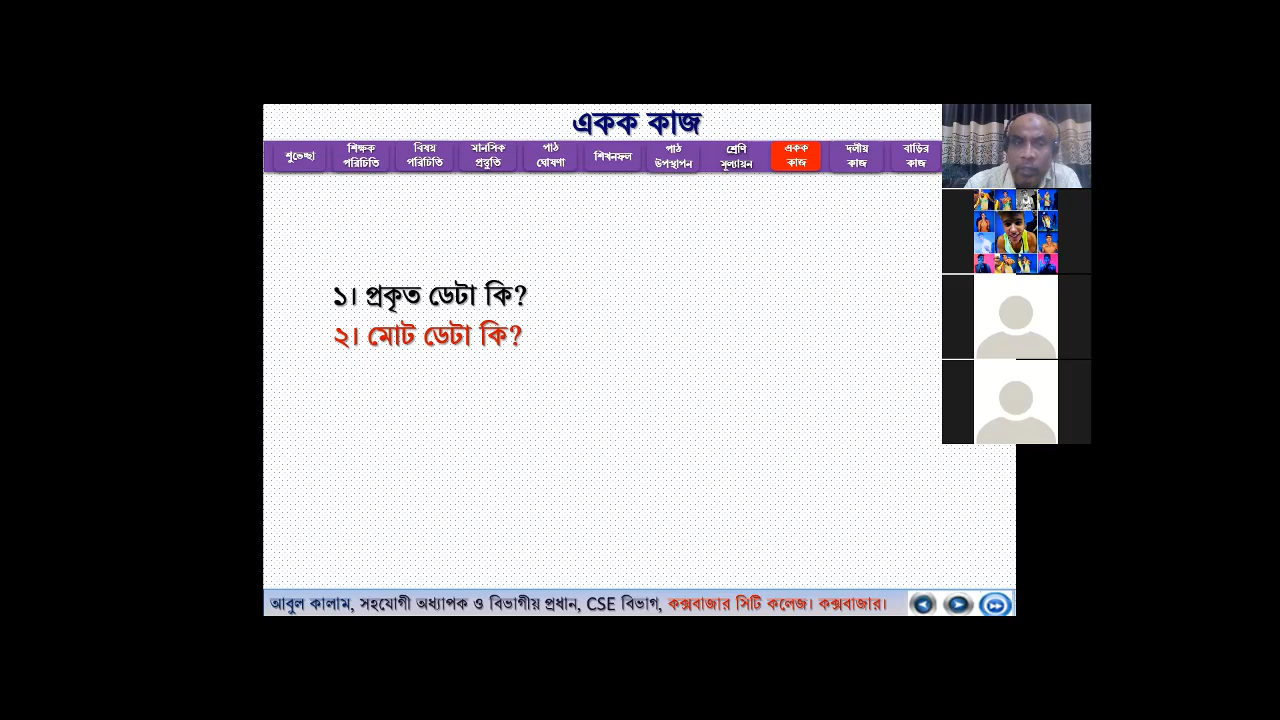 একক কাজ
শুভেচ্ছা
শিক্ষক
পরিচিতি
বিষয়
পরিচিতি
মানসিক
প্রস্তুতি
পাঠ
ঘোষণা
শিখনফল
পাঠ
উপস্থাপন
শ্রেণি
মূল্যায়ন
একক
কাজ
দলীয়
কাজ
বাড়ির
কাজ
১। প্রকৃত ডেটা কি?
২। মোট ডেটা কি?
আবুল কালাম, সহযোগী অধ্যাপক ও বিভাগীয় প্রধান, CSE বিভাগ, কক্সবাজার সিটি কলেজ। কক্সবাজার।